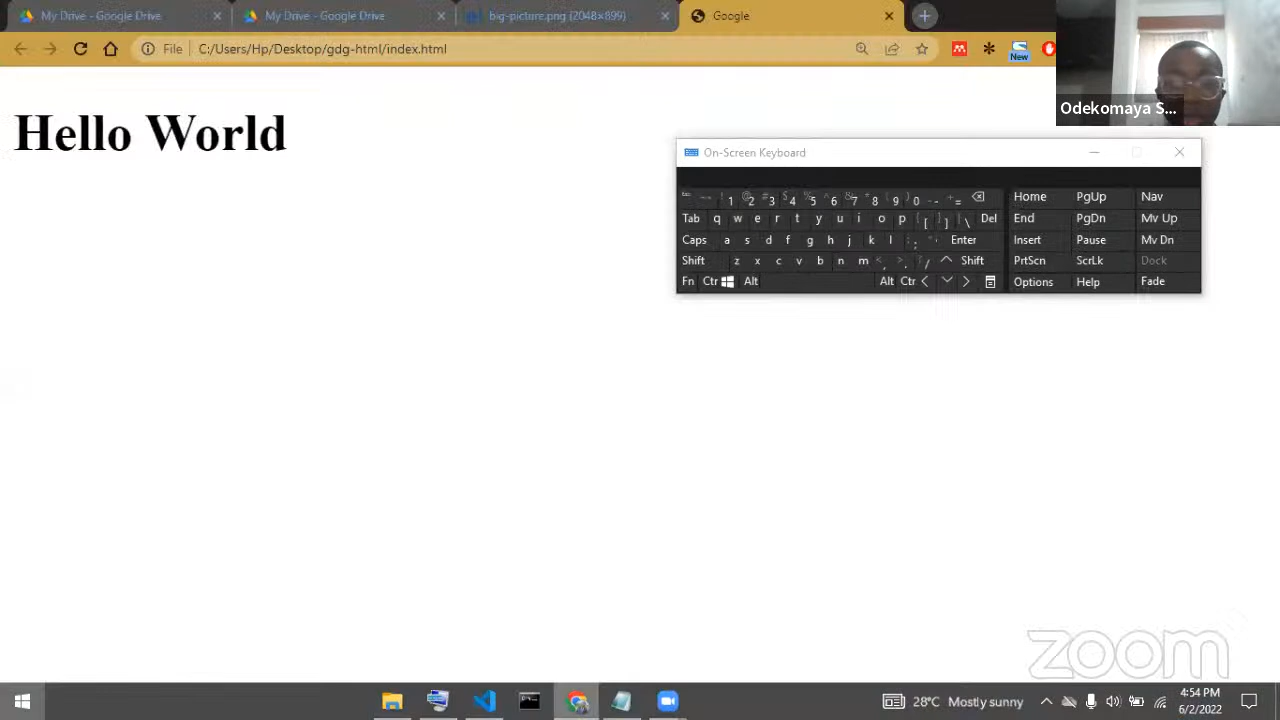 My Drive - Google Drive
My Drive - Google Drive
big-picture.png (2048×899)
Google
File
C:/Users/Hp/Desktop/gdg-html/index.html
New
Odekomaya S...
Hello World
On-Screen Keyboard
1 2 3 4 5 6 7 8 9 0 - =
Home PgUp Nav
Tab q w e r t y u i o p [ ] \ Del
End PgDn Mv Up
Caps a s d f g h j k l ; ' Enter
Insert Pause Mv Dn
Shift z x c v b n m , . / Shift
PrtScn ScrLk Dock
Fn Ctr Alt Alt Ctr
Options Help Fade
zoom
28°C Mostly sunny
4:54 PM
6/2/2022